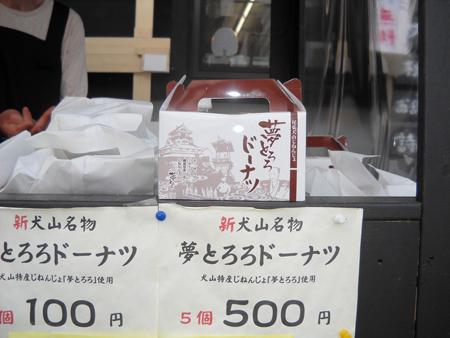 夢とろろ
ドーナツ
新 犬山名物
とろろドーナツ
犬山特産じねんじょ「夢とろろ」使用
個 100 円
新 犬山名物
夢とろろドーナツ
犬山特産じねんじょ「夢とろろ」使用
5個 500 円